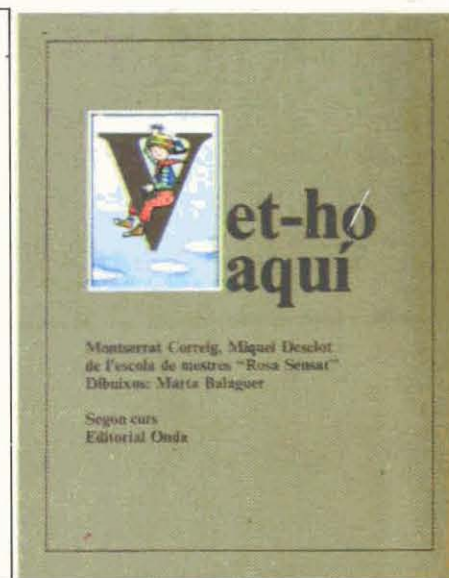 Vet-ho
aquí
Montserrat Correig, Miquel Desclot
de l'escola de mestres "Rosa Sensat"
Dibuixos: Marta Balaguer
Segon curs
Editorial Onda